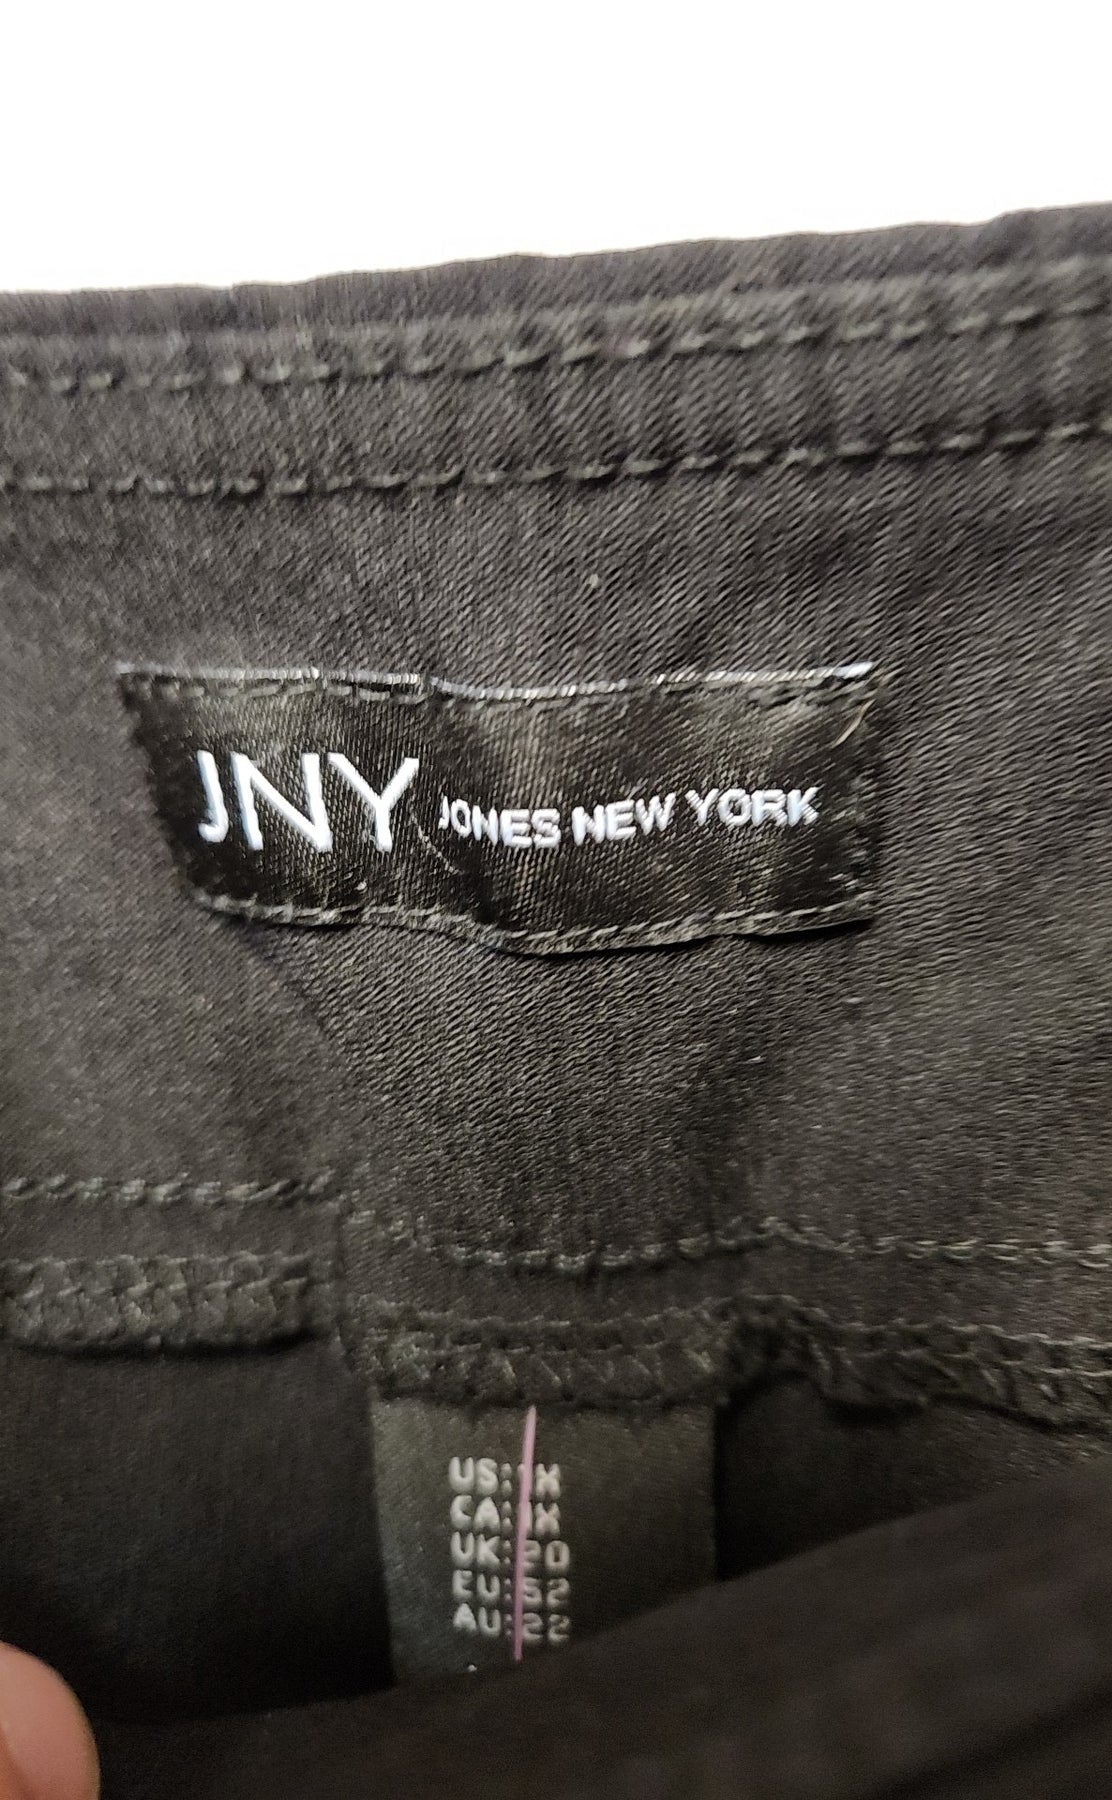 JNY JONES NEW YORK
US:1X
CA:1X
UK:20
EU:52
AU:22